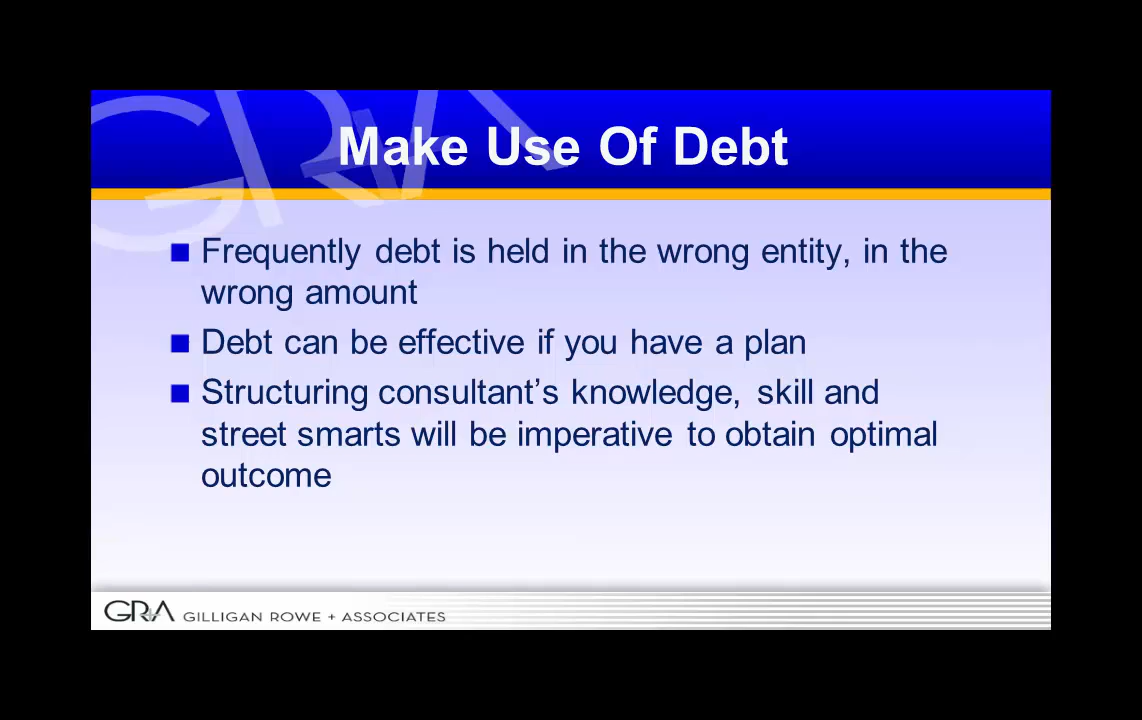 Make Use Of Debt
Frequently debt is held in the wrong entity, in the
wrong amount
Debt can be effective if you have a plan
Structuring consultant’s knowledge, skill and
street smarts will be imperative to obtain optimal
outcome
GRA GILLIGAN ROWE + ASSOCIATES